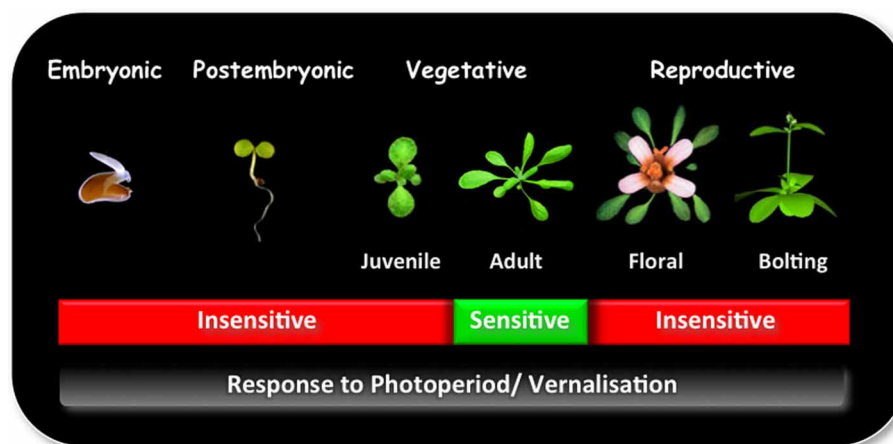 Embryonic Postembryonic Vegetative Reproductive
Juvenile Adult Floral Bolting
Insensitive Sensitive Insensitive
Response to Photoperiod/ Vernalisation